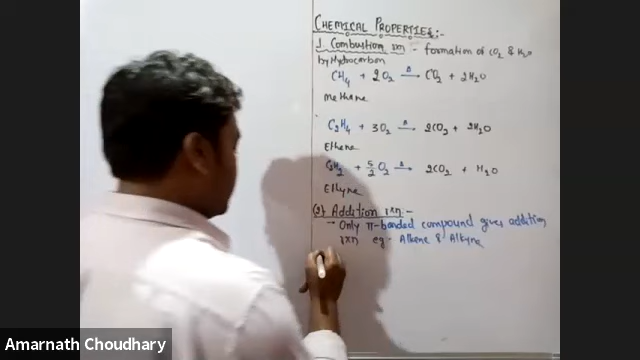 CHEMICAL PROPERTIES:-
1. Combustion rxn - formation of CO2 & H2O
by Hydrocarbon
CH4 + 2O2 —Δ→ CO2 + 2H2O
methane
C2H4 + 3O2 —Δ→ 2CO2 + 2H2O
Ethene
C2H2 + 5/2 O2 —Δ→ 2CO2 + H2O
Ethyne
(2) Addition rxn:-
→ Only π-bonded compound gives addition
rxn eg- Alkene & Alkyne
Amarnath Choudhary